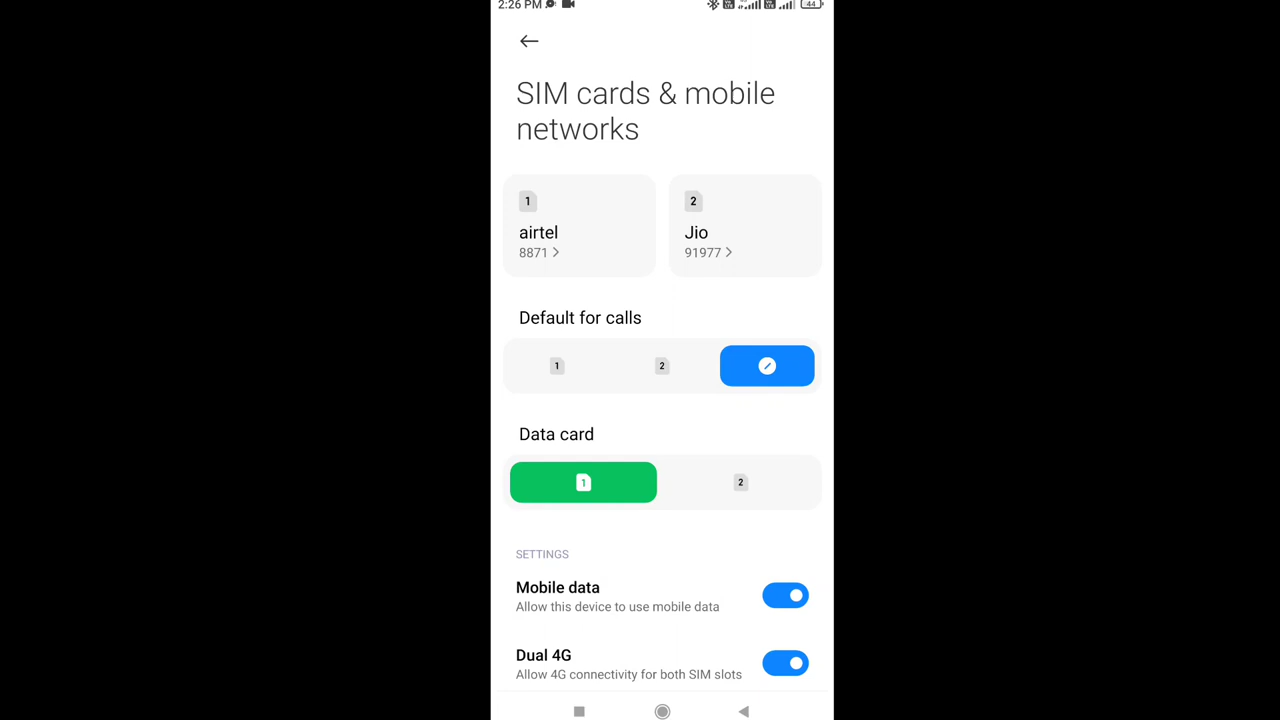 2:26 PM
44
SIM cards & mobile
networks
1
2
airtel
Jio
8871 >
91977 >
Default for calls
1
2
Data card
1
2
SETTINGS
Mobile data
Allow this device to use mobile data
Dual 4G
Allow 4G connectivity for both SIM slots